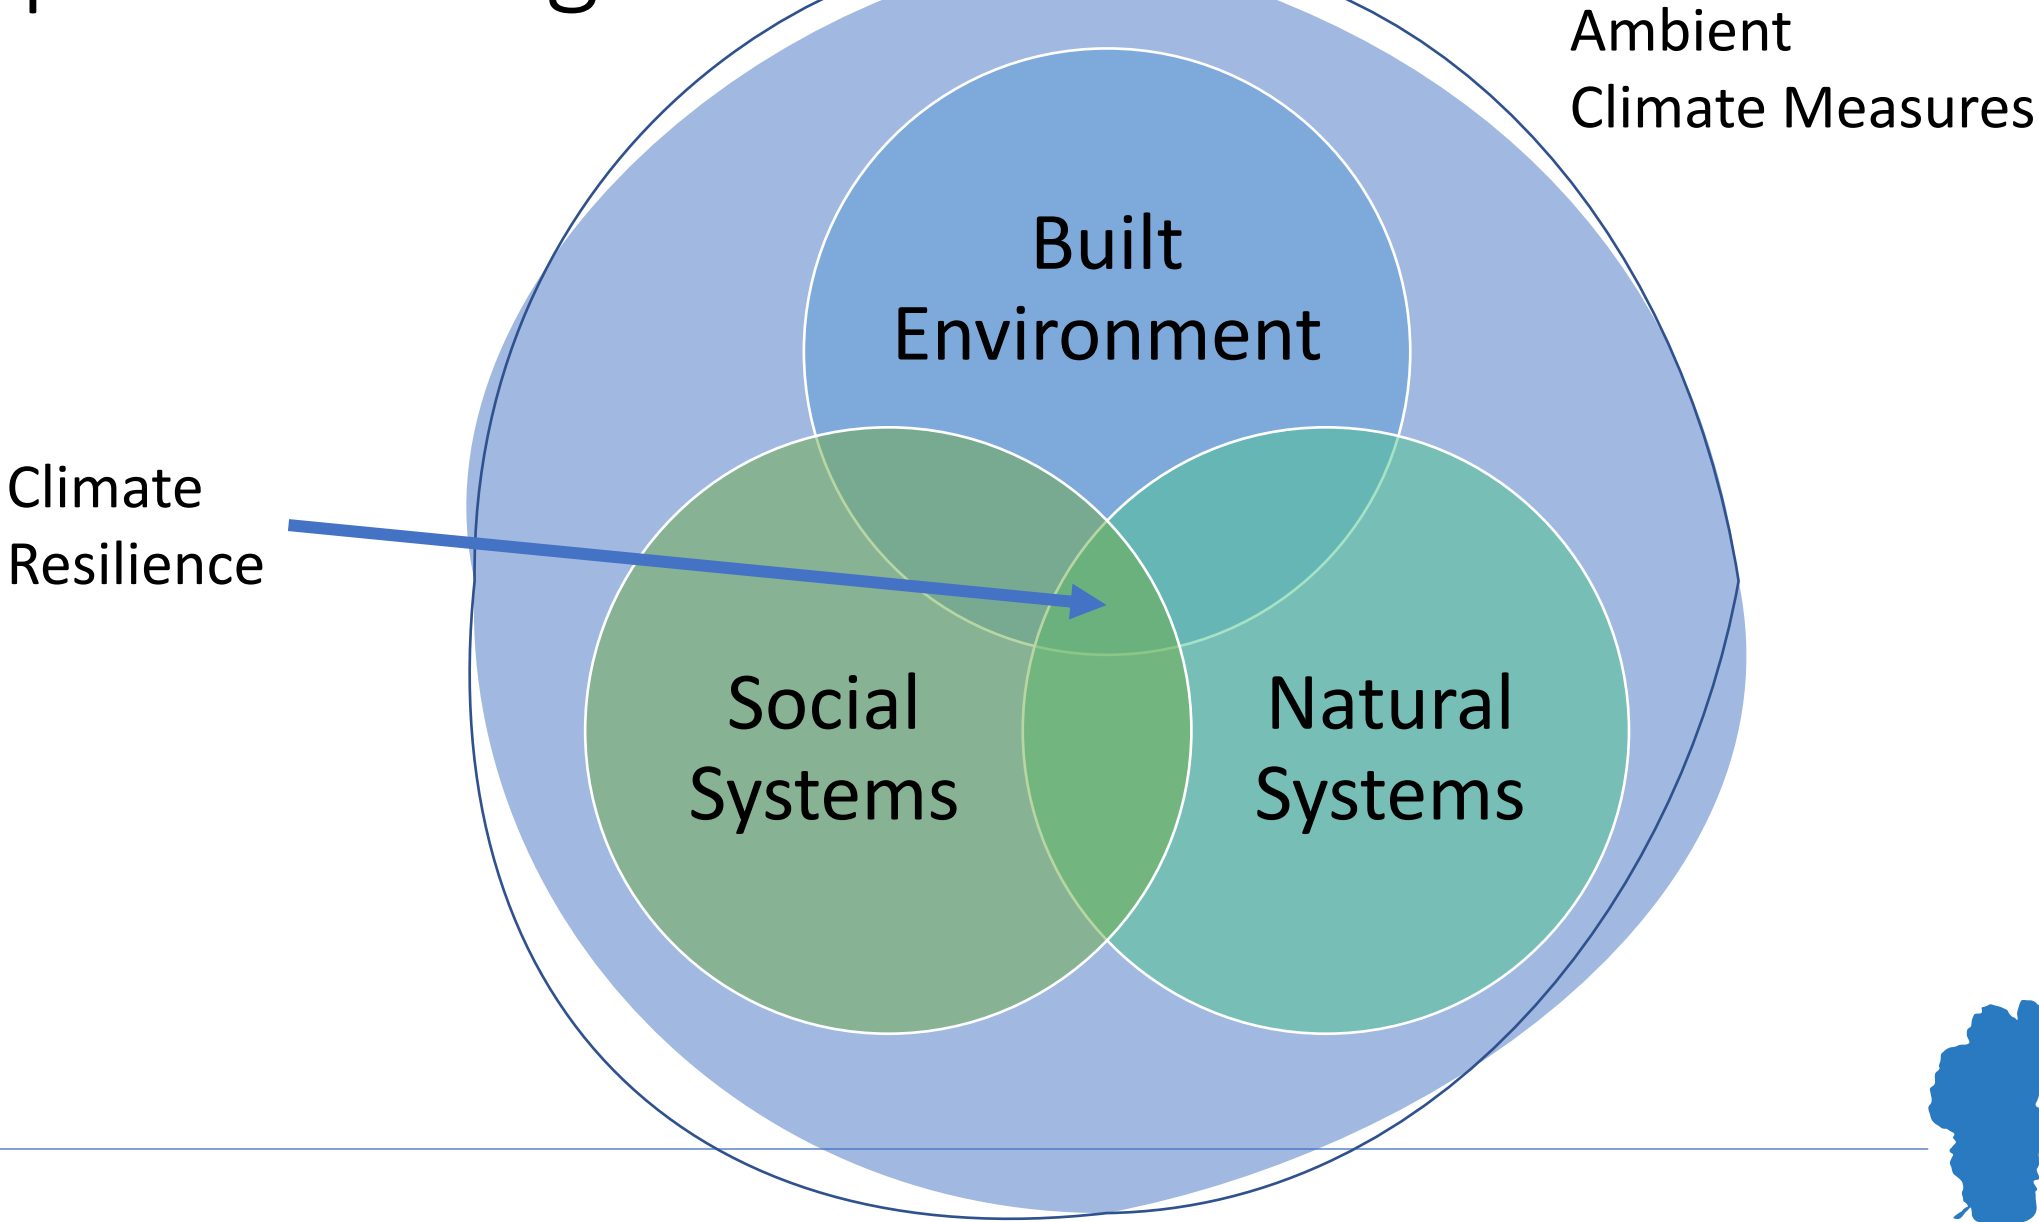 Ambient
Climate Measures
Built
Environment
Climate
Resilience
Social
Systems
Natural
Systems